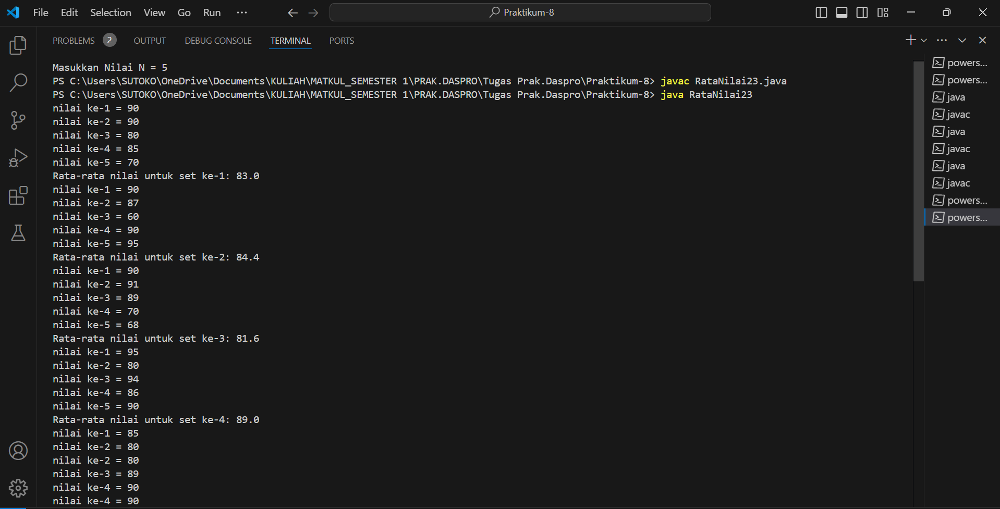 File Edit Selection View Go Run ··· Praktikum-8
PROBLEMS 2 OUTPUT DEBUG CONSOLE TERMINAL PORTS
Masukkan Nilai N = 5
PS C:\Users\SUTOKO\OneDrive\Documents\KULIAH\MATKUL_SEMESTER 1\PRAK.DASPRO\Tugas Prak.Daspro\Praktikum-8> javac RataNilai23.java
PS C:\Users\SUTOKO\OneDrive\Documents\KULIAH\MATKUL_SEMESTER 1\PRAK.DASPRO\Tugas Prak.Daspro\Praktikum-8> java RataNilai23
nilai ke-1 = 90
nilai ke-2 = 90
nilai ke-3 = 80
nilai ke-4 = 85
nilai ke-5 = 70
Rata-rata nilai untuk set ke-1: 83.0
nilai ke-1 = 90
nilai ke-2 = 87
nilai ke-3 = 60
nilai ke-4 = 90
nilai ke-5 = 95
Rata-rata nilai untuk set ke-2: 84.4
nilai ke-1 = 90
nilai ke-2 = 91
nilai ke-3 = 89
nilai ke-4 = 70
nilai ke-5 = 68
Rata-rata nilai untuk set ke-3: 81.6
nilai ke-1 = 95
nilai ke-2 = 80
nilai ke-3 = 94
nilai ke-4 = 86
nilai ke-5 = 90
Rata-rata nilai untuk set ke-4: 89.0
nilai ke-1 = 85
nilai ke-2 = 80
nilai ke-2 = 80
nilai ke-3 = 89
nilai ke-4 = 90
nilai ke-4 = 90
powers...
powers...
java
javac
java
javac
java
javac
powers...
powers...